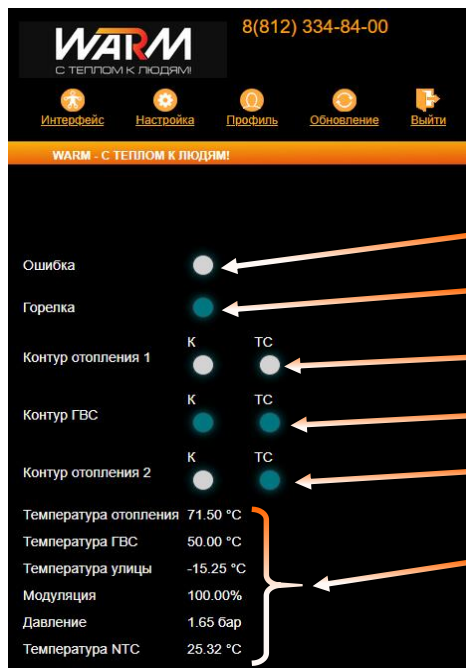 WARM
С ТЕПЛОМ К ЛЮДЯМ!
8(812) 334-84-00
Интерфейс Настройка Профиль Обновление Выйти
WARM - С ТЕПЛОМ К ЛЮДЯМ!
Ошибка
Горелка
К ТС
Контур отопления 1
К ТС
Контур ГВС
К ТС
Контур отопления 2
Температура отопления 71.50 °C
Температура ГВС 50.00 °C
Температура улицы -15.25 °C
Модуляция 100.00%
Давление 1.65 бар
Температура NTC 25.32 °C